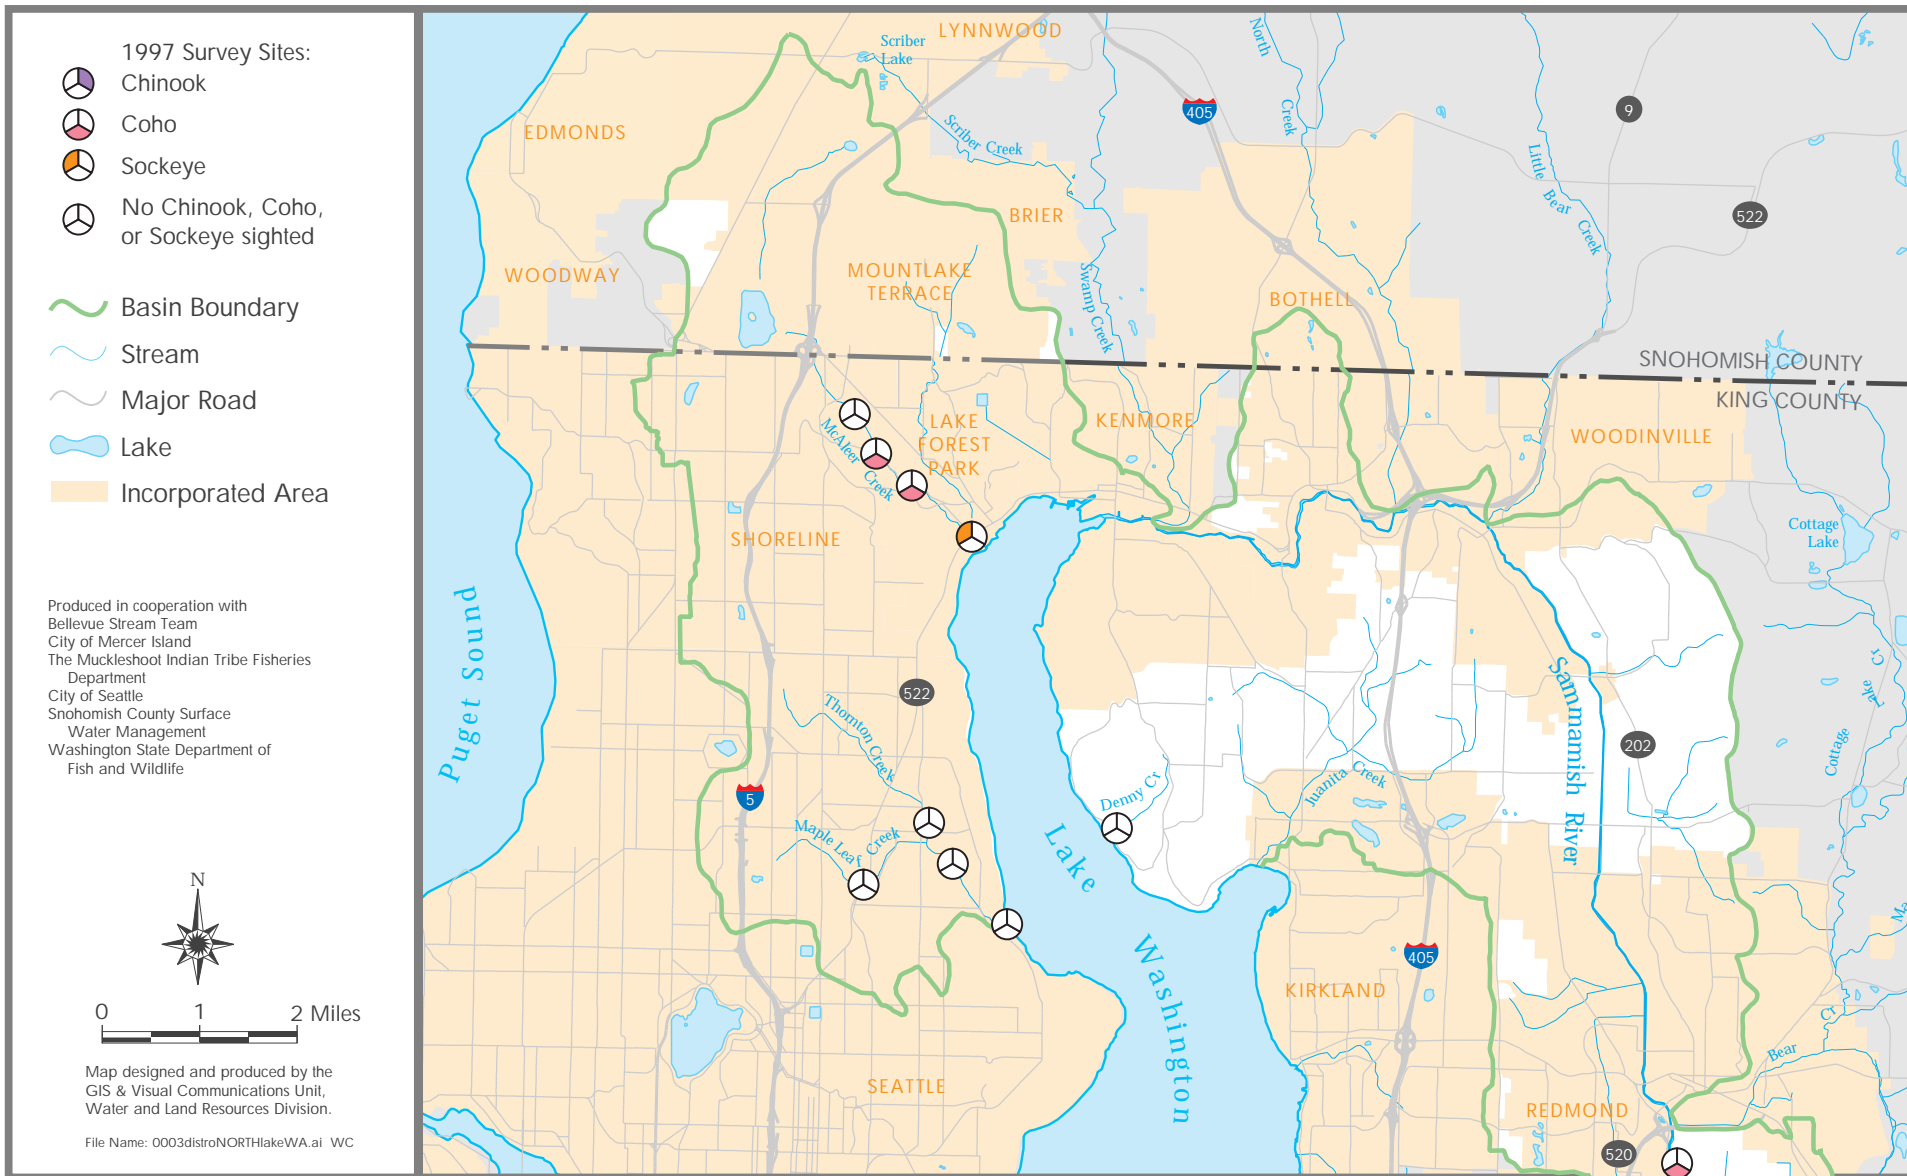 1997 Survey Sites:
Chinook
Coho
Sockeye
No Chinook, Coho,
or Sockeye sighted
Basin Boundary
Stream
Major Road
Lake
Incorporated Area
Produced in cooperation with
Bellevue Stream Team
City of Mercer Island
The Muckleshoot Indian Tribe Fisheries
Department
City of Seattle
Snohomish County Surface
Water Management
Washington State Department of
Fish and Wildlife
N
0 1 2 Miles
Map designed and produced by the
GIS & Visual Communications Unit,
Water and Land Resources Division.
File Name: 0003distroNORTHlakeWA.ai WC
LYNNWOOD
Scriber
Lake
North
Creek
405
9
EDMONDS
Scriber Creek
Little Bear Creek
522
BRIER
WOODWAY
MOUNTLAKE
TERRACE
Swamp Creek
BOTHELL
SNOHOMISH COUNTY
KING COUNTY
LAKE
FOREST
PARK
KENMORE
WOODINVILLE
McAleer Creek
SHORELINE
Cottage
Lake
Puget Sound
522
Thornton Creek
Sammamish River
202
Cottage Lake Cr
5
Denny Cr
Juanita Creek
Maple Leaf Creek
Lake Washington
405
KIRKLAND
Bear Cr
SEATTLE
REDMOND
520